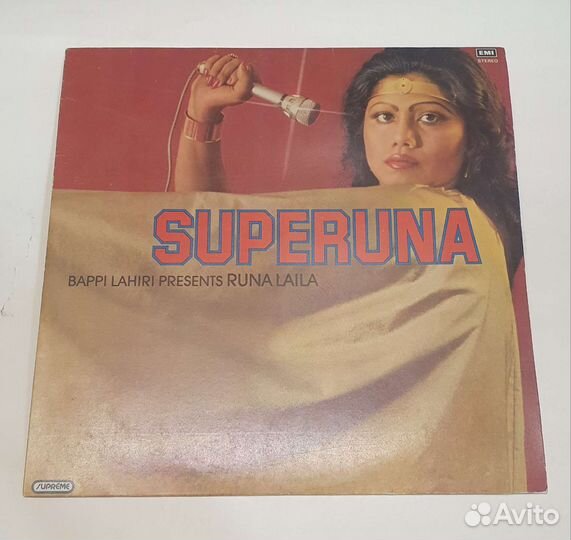 EMI
STEREO
SUPERUNA
BAPPI LAHIRI PRESENTS RUNA LAILA
SUPREME
Avito